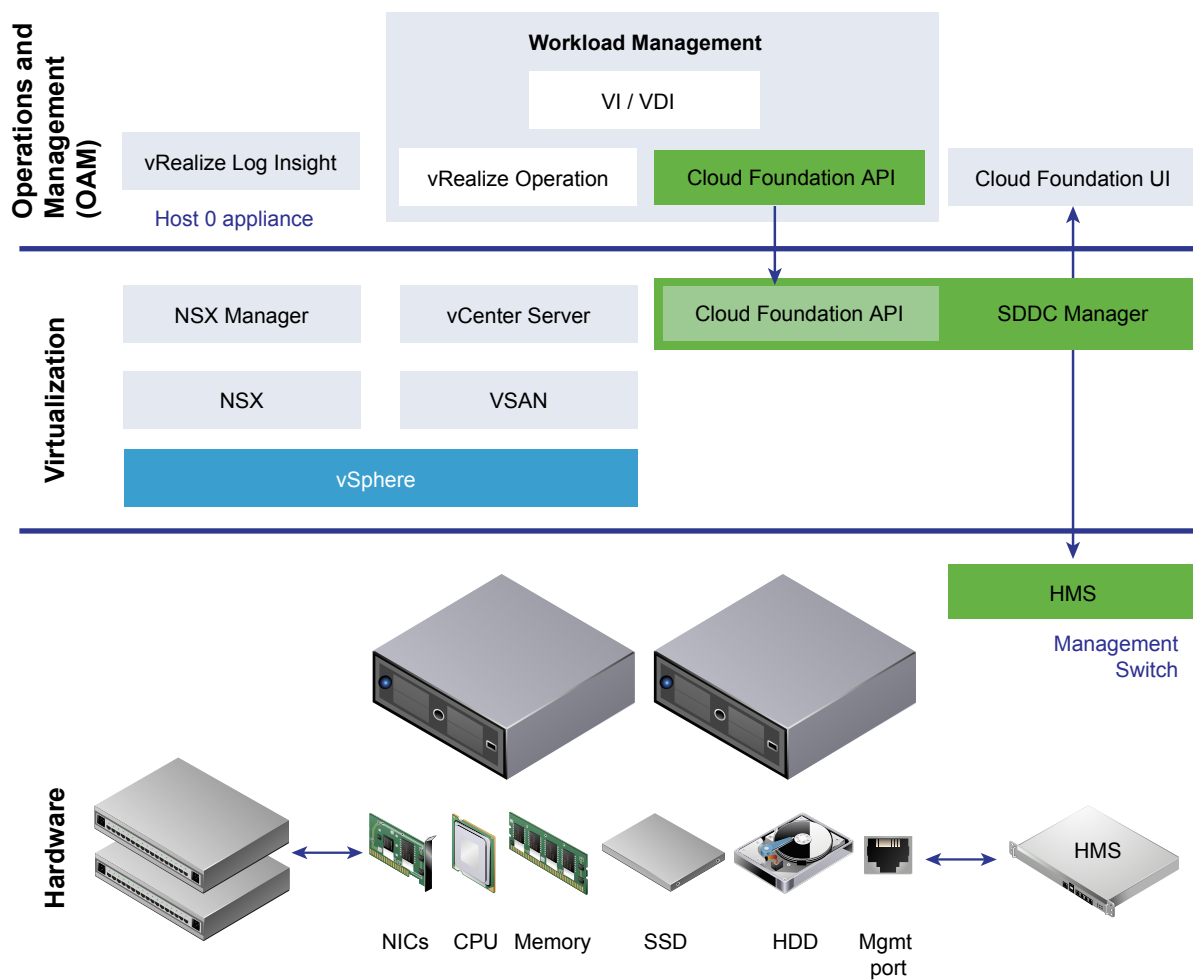 Operations and
Management
(OAM)
Workload Management
VI / VDI
vRealize Log Insight
vRealize Operation
Cloud Foundation API
Cloud Foundation UI
Host 0 appliance
Virtualization
NSX Manager
vCenter Server
Cloud Foundation API
SDDC Manager
NSX
VSAN
vSphere
HMS
Management
Switch
Hardware
HMS
NICs
CPU
Memory
SSD
HDD
Mgmt
port